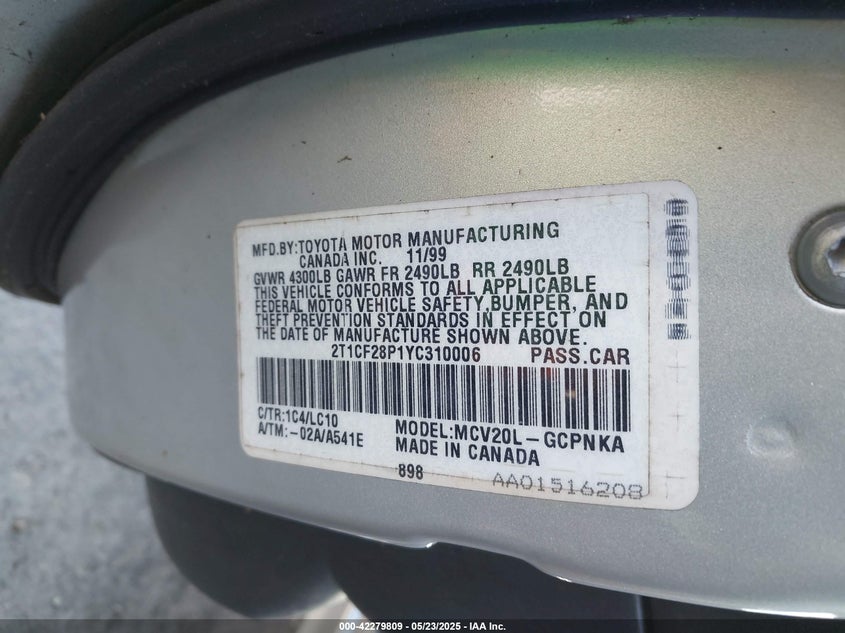 MFD.BY:TOYOTA MOTOR MANUFACTURING
CANADA INC. 11/99
GVWR 4300LB GAWR FR 2490LB RR 2490LB
THIS VEHICLE CONFORMS TO ALL APPLICABLE
FEDERAL MOTOR VEHICLE SAFETY, BUMPER, AND
THEFT PREVENTION STANDARDS IN EFFECT ON
THE DATE OF MANUFACTURE SHOWN ABOVE.
2T1CF28P1YC310006 PASS.CAR
C/TR:1C4/LC10
A/TM:-02A/A541E
MODEL:MCV20L-GCPNKA
MADE IN CANADA
898
AA01516208
000-42279809 - 05/23/2025 - IAA Inc.